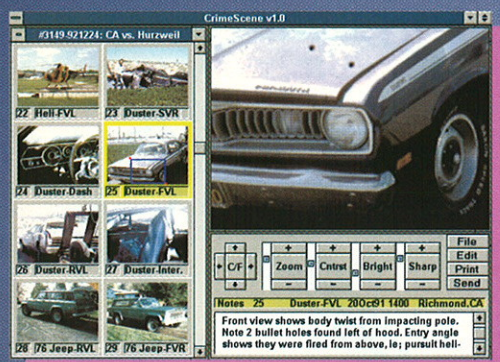 CrimeScene v1.0
#3149-921224: CA vs. Hurzweil
22 Heli-FVL
23 Duster-SVR
24 Duster-Dash
25 Duster-FVL
26 Duster-RVL
27 Duster-Inter.
28 '76 Jeep-RVF
29 '76 Jeep-FVR
C/F
Zoom
Cntrst
Bright
Sharp
File
Edit
Print
Send
Notes 25 Duster-FVL 20Oct91 1400 Richmond.CA
Front view shows body twist from impacting pole.
Note 2 bullet holes found left of hood. Entry angle
shows they were fired from above, ie; pursuit heli-